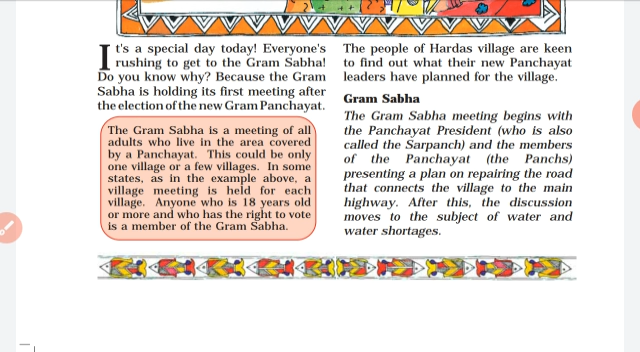 It's a special day today! Everyone's
rushing to get to the Gram Sabha!
Do you know why? Because the Gram
Sabha is holding its first meeting after
the election of the new Gram Panchayat.
The Gram Sabha is a meeting of all
adults who live in the area covered
by a Panchayat. This could be only
one village or a few villages. In some
states, as in the example above, a
village meeting is held for each
village. Anyone who is 18 years old
or more and who has the right to vote
is a member of the Gram Sabha.
The people of Hardas village are keen
to find out what their new Panchayat
leaders have planned for the village.
Gram Sabha
The Gram Sabha meeting begins with
the Panchayat President (who is also
called the Sarpanch) and the members
of the Panchayat (the Panchs)
presenting a plan on repairing the road
that connects the village to the main
highway. After this, the discussion
moves to the subject of water and
water shortages.